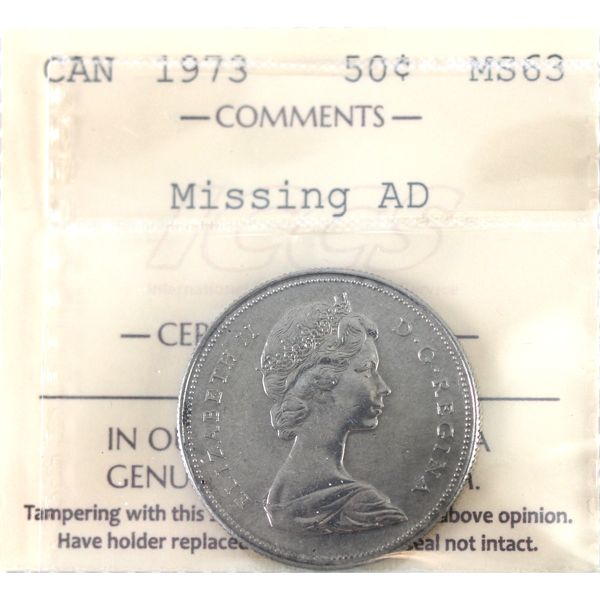 CAN 1973 50¢ MS63
— COMMENTS —
Missing AD
ICCS
ELIZABETH II D·G·REGINA
IN
GENU
Tampering with this above opinion.
Have holder replaced seal not intact.